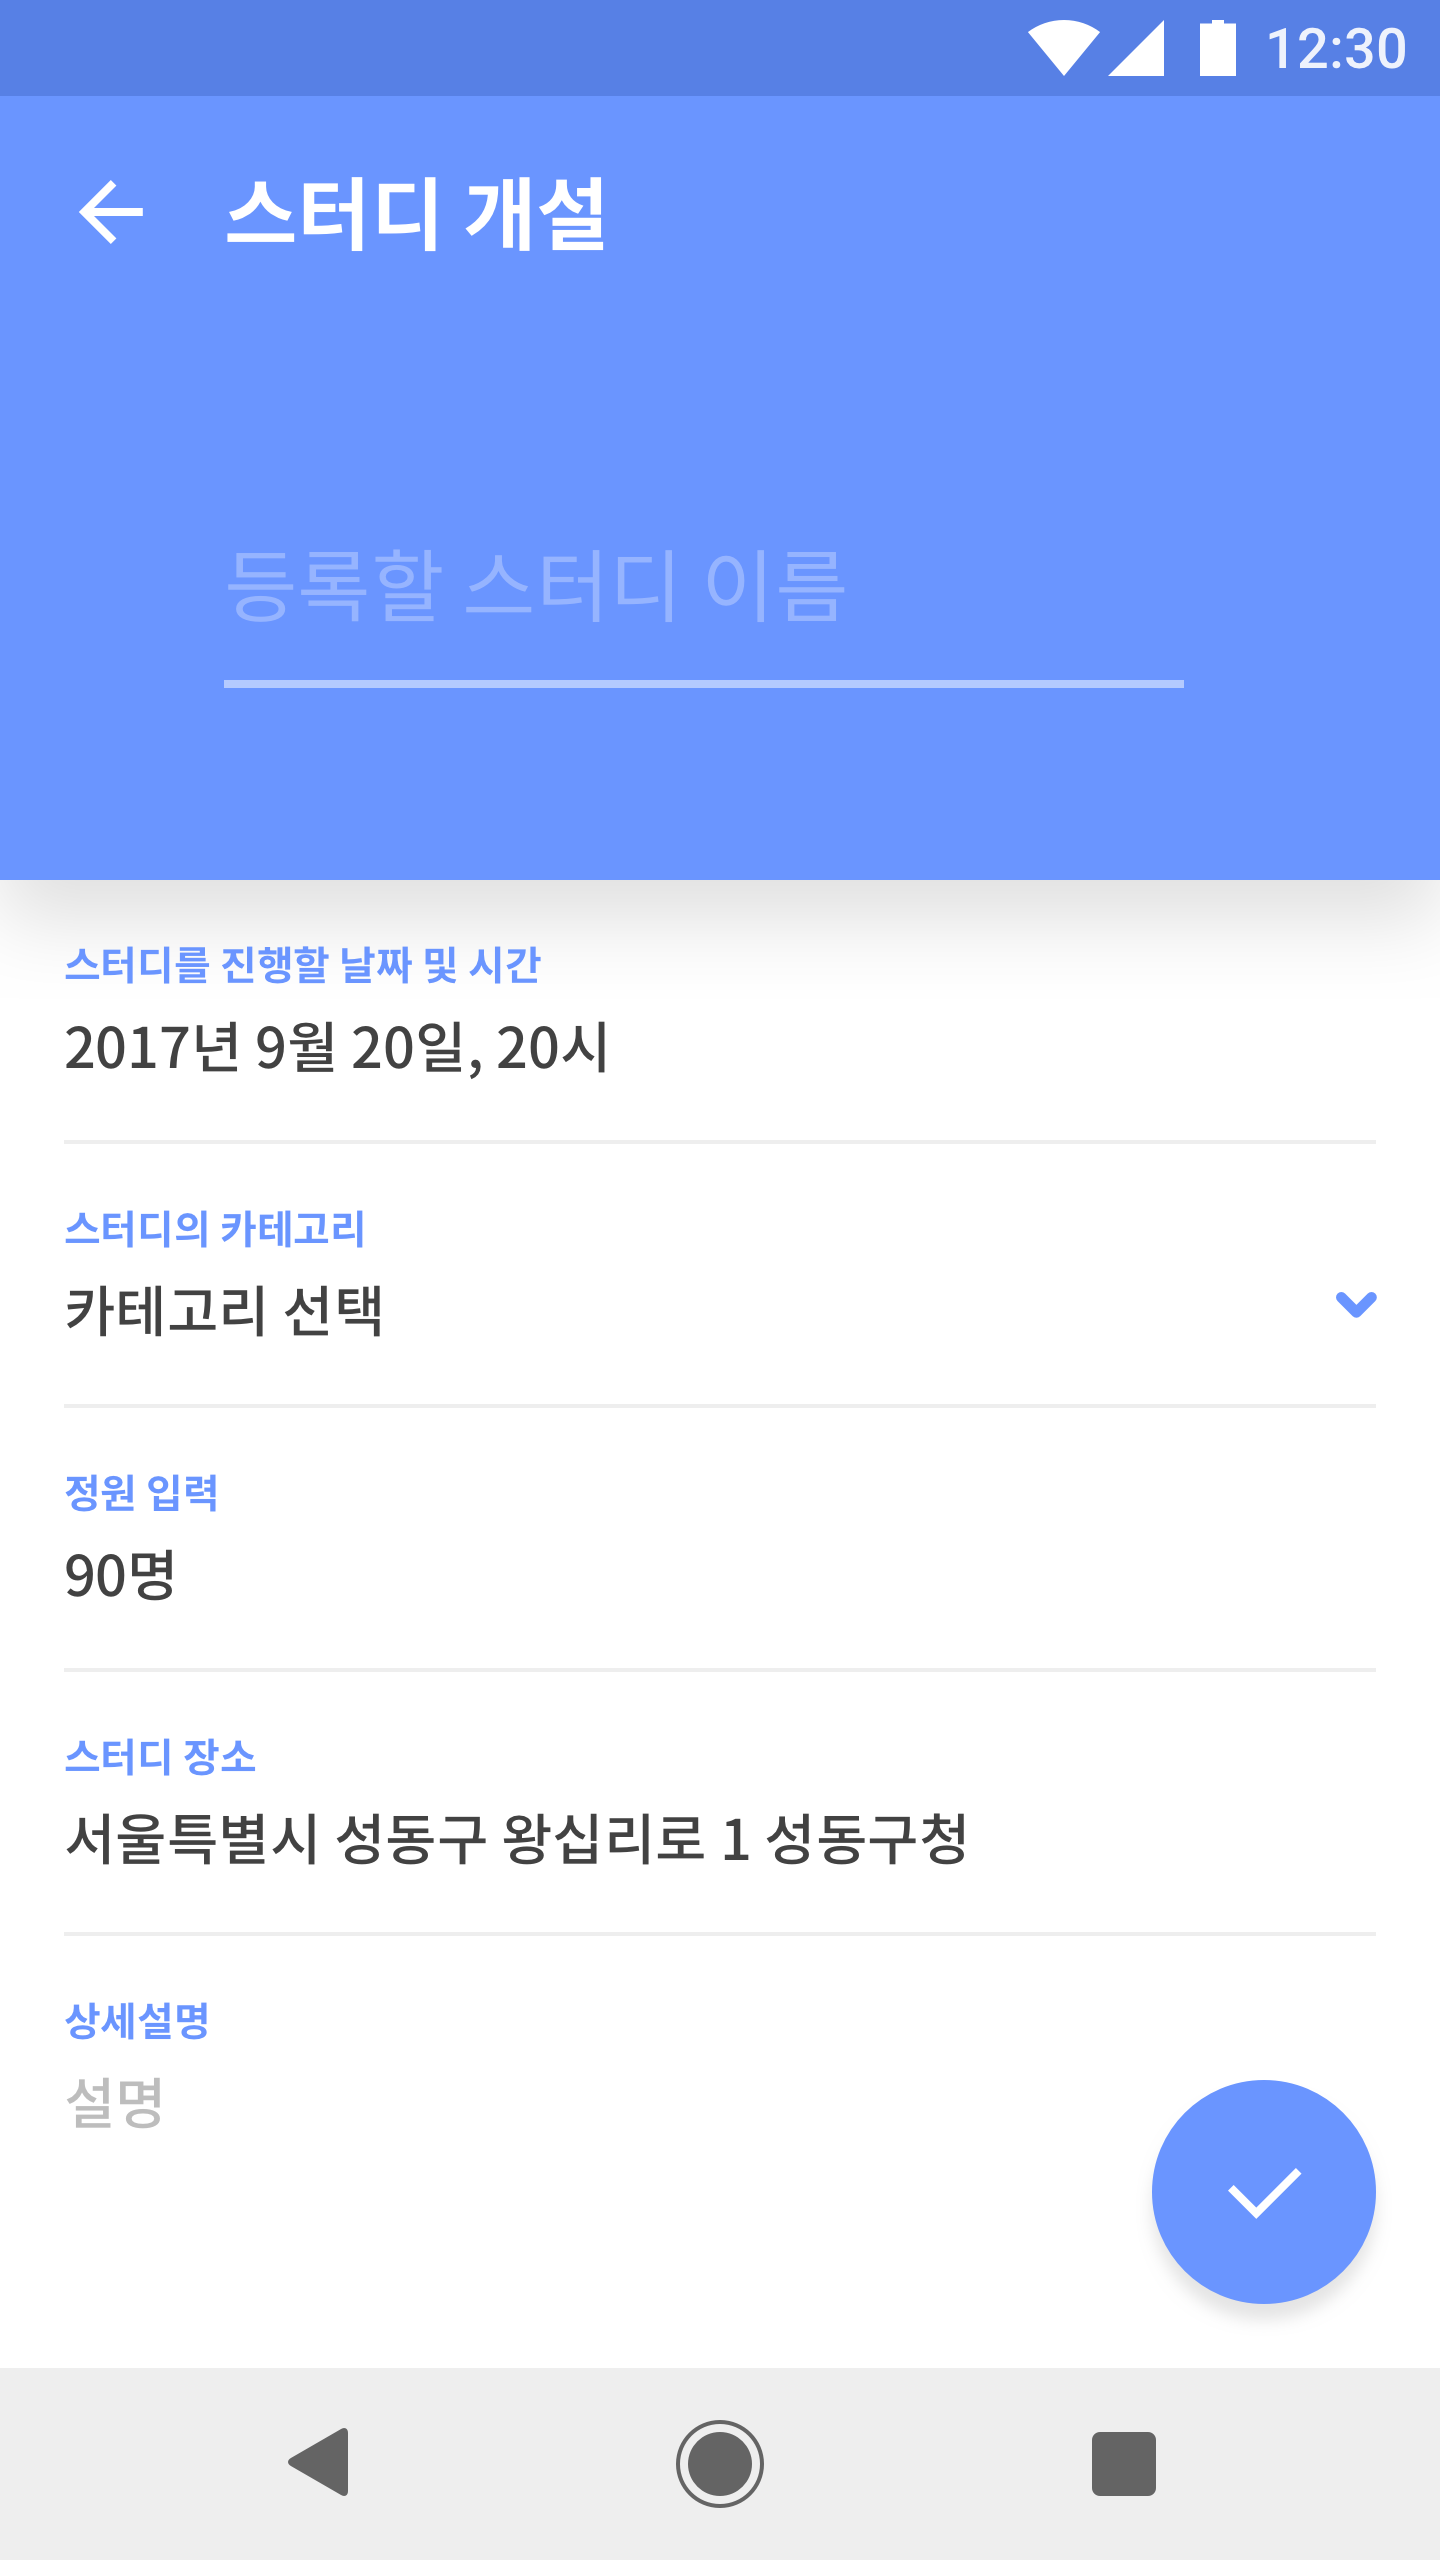 12:30
스터디 개설
등록할 스터디 이름
스터디를 진행할 날짜 및 시간
2017년 9월 20일, 20시
스터디의 카테고리
카테고리 선택
정원 입력
90명
스터디 장소
서울특별시 성동구 왕십리로 1 성동구청
상세설명
설명